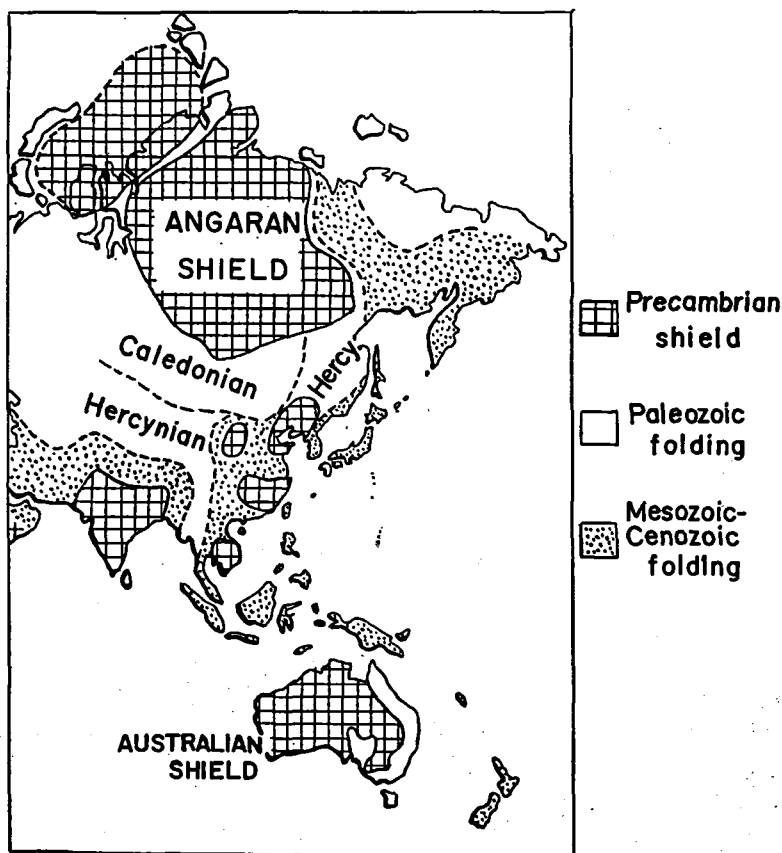 ANGARAN
SHIELD
Caledonian
Hercy
Hercynian
AUSTRALIAN
SHIELD
Precambrian
shield
Paleozoic
folding
Mesozoic-
Cenozoic
folding